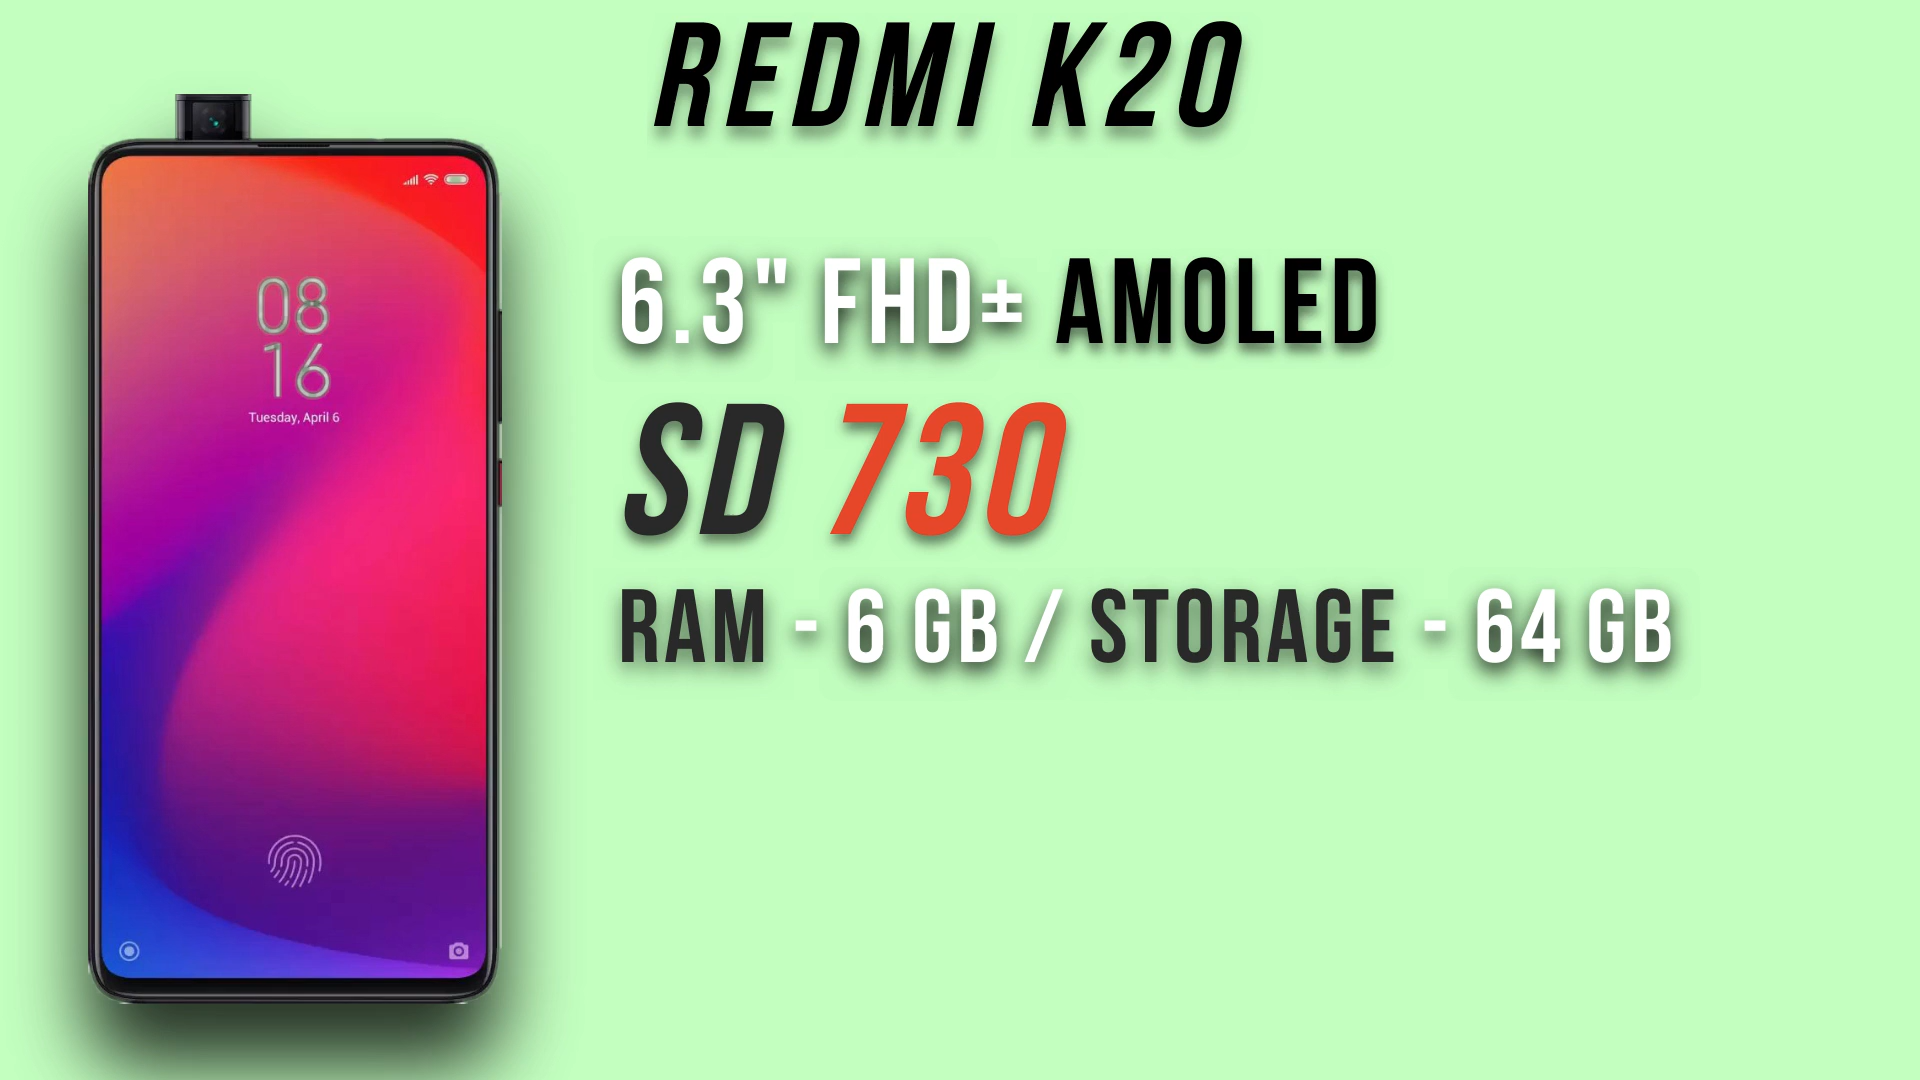 REDMI K20
6.3" FHD± AMOLED
SD 730
RAM - 6 GB / STORAGE - 64 GB
08
16
Tuesday, April 6